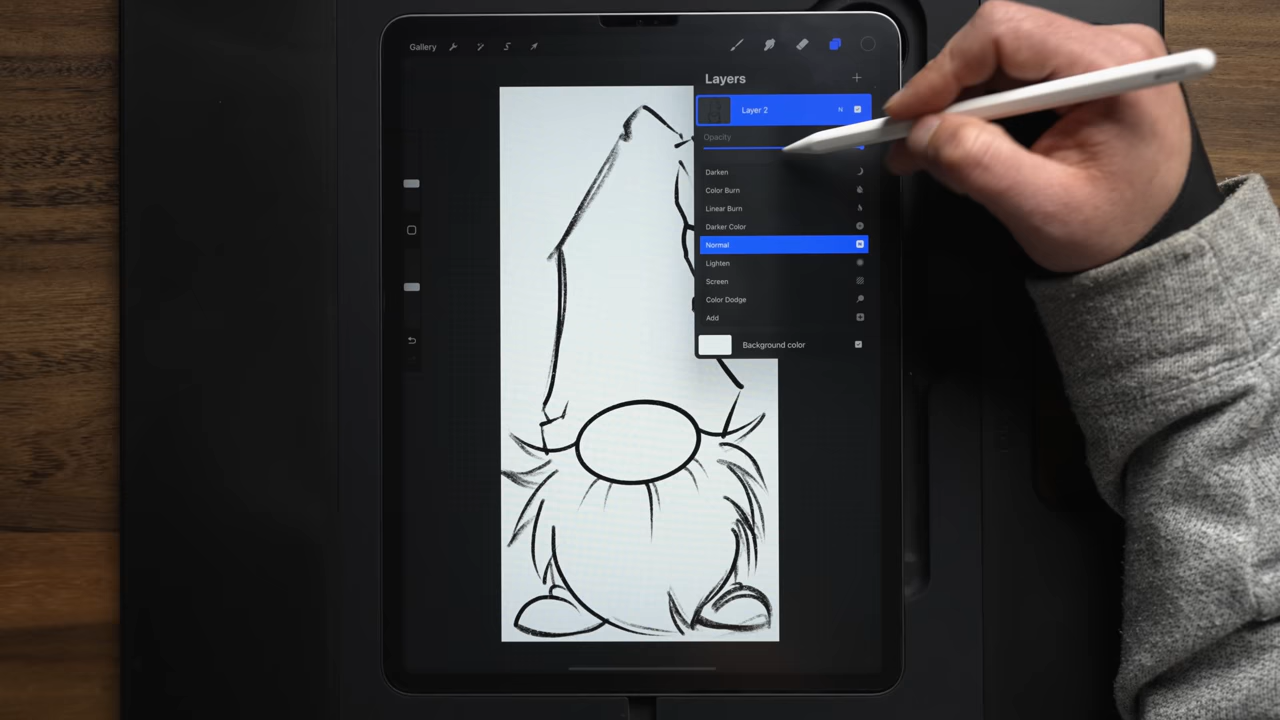 Gallery
Layers
Layer 2 N
Opacity
Darken
Color Burn
Linear Burn
Darker Color
Normal N
Lighten
Screen
Color Dodge
Add
Background color